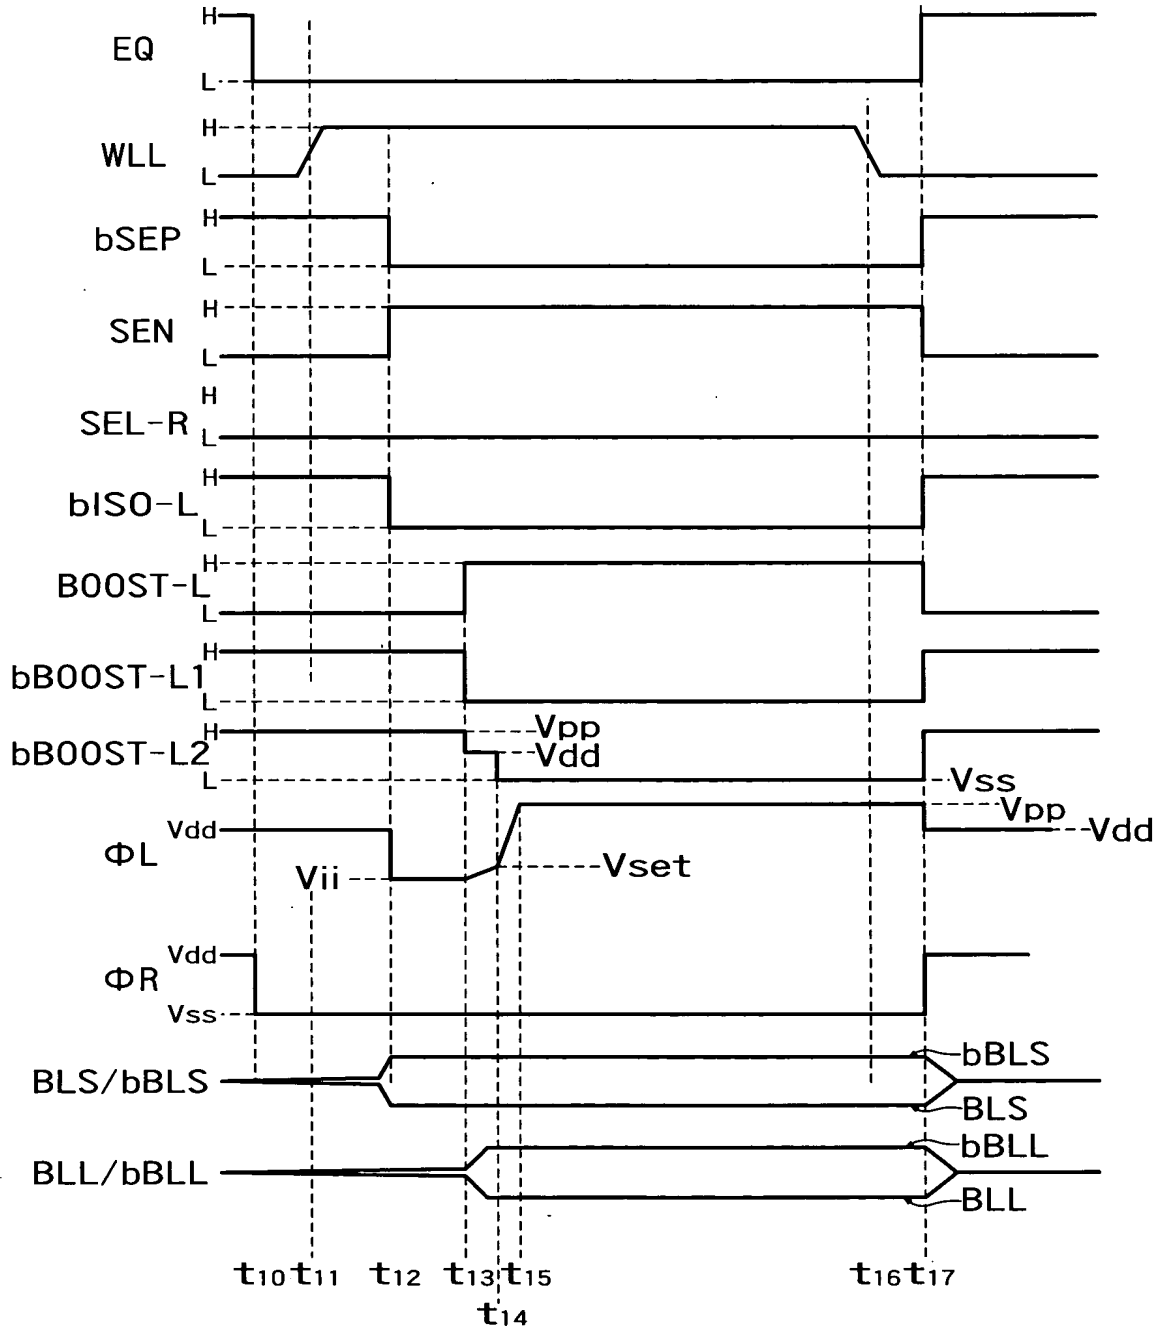 H
EQ
L
H
WLL
L
H
bSEP
L
H
SEN
L
H
SEL-R
L
H
bISO-L
L
H
BOOST-L
L
H
bBOOST-L1
L
H
Vpp
bBOOST-L2
Vdd
L
Vss
Vpp
Vdd
Vdd
ΦL
Vset
Vii
Vdd
ΦR
Vss
bBLS
BLS/bBLS
BLS
bBLL
BLL/bBLL
BLL
t10 t11 t12 t13 t15 t16 t17
t14